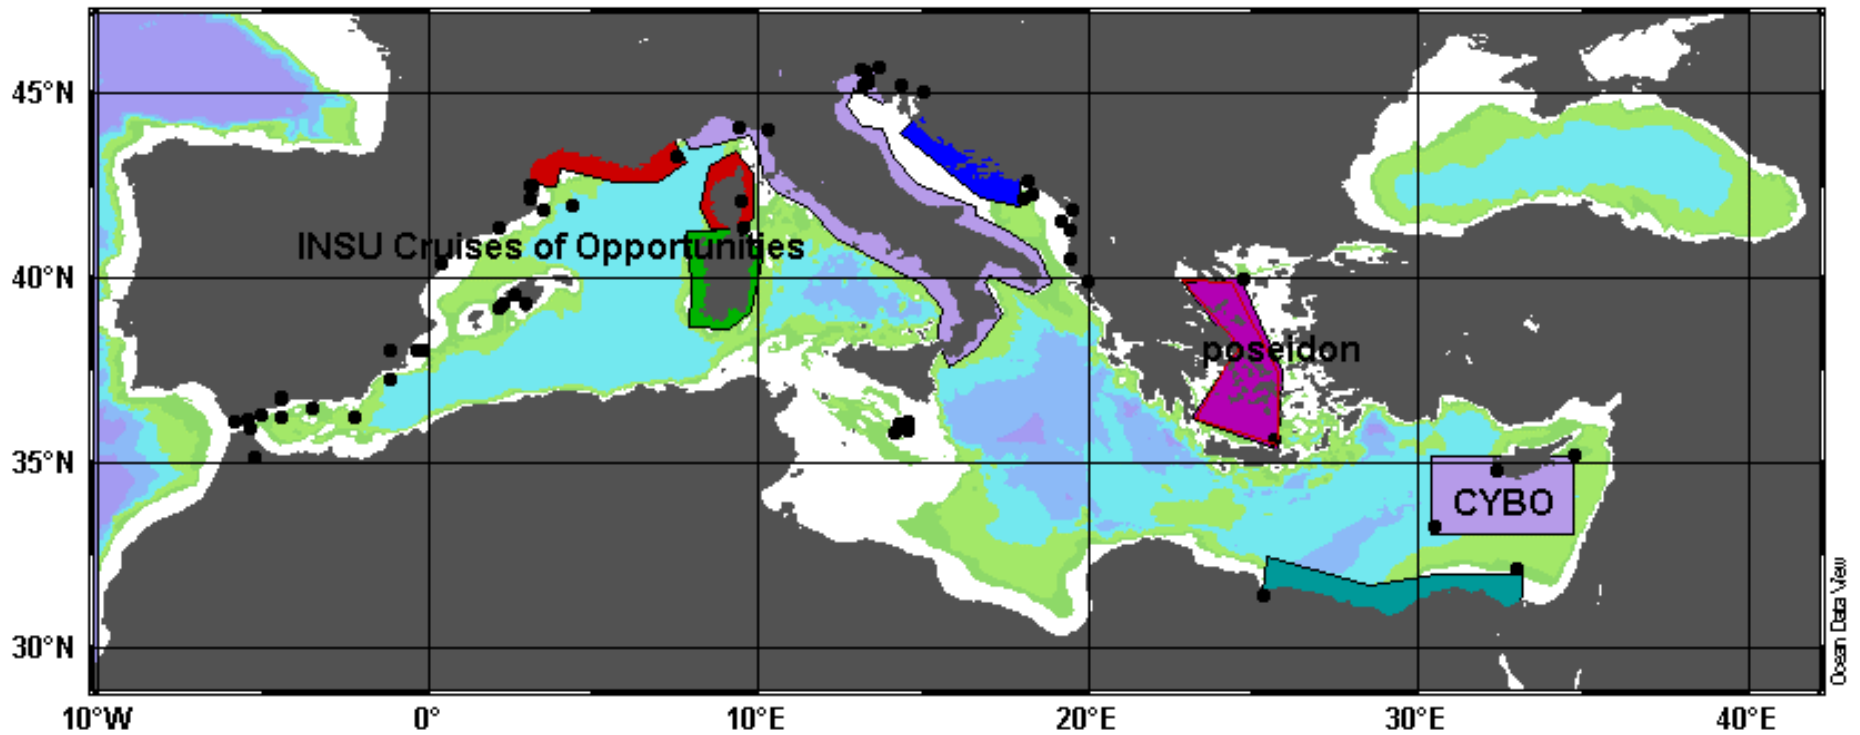 45°N
INSU Cruises of Opportunities
40°N
poseidon
35°N
CYBO
30°N
Ocean Data View
10°W 0° 10°E 20°E 30°E 40°E